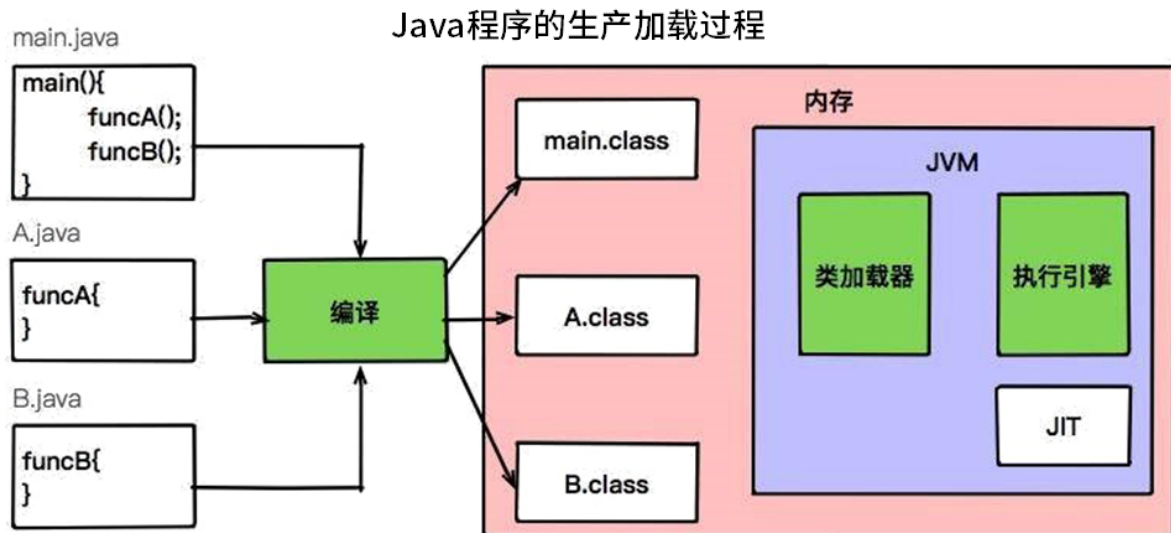 Java程序的生产加载过程
main.java
main(){
funcA();
funcB();
}
A.java
funcA{
}
B.java
funcB{
}
编译
内存
main.class
A.class
B.class
JVM
类加载器
执行引擎
JIT